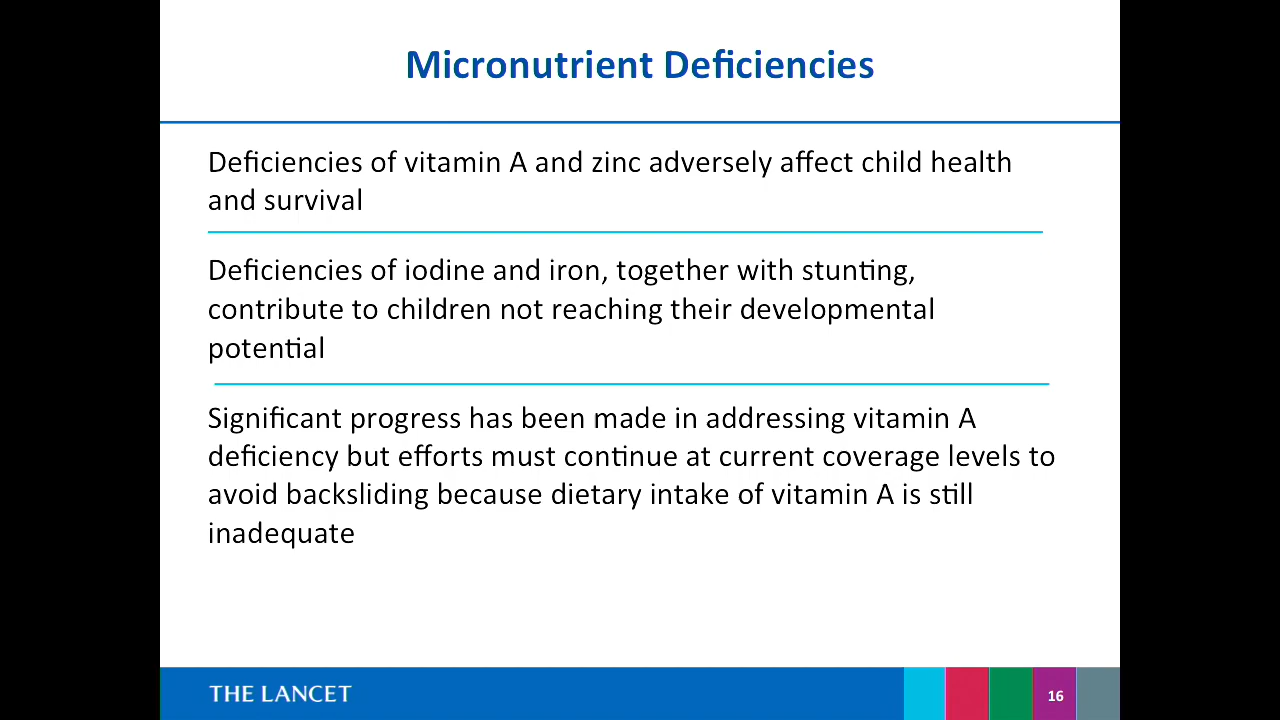 Micronutrient Deficiencies
Deficiencies of vitamin A and zinc adversely affect child health
and survival
Deficiencies of iodine and iron, together with stunting,
contribute to children not reaching their developmental
potential
Significant progress has been made in addressing vitamin A
deficiency but efforts must continue at current coverage levels to
avoid backsliding because dietary intake of vitamin A is still
inadequate
THE LANCET
16